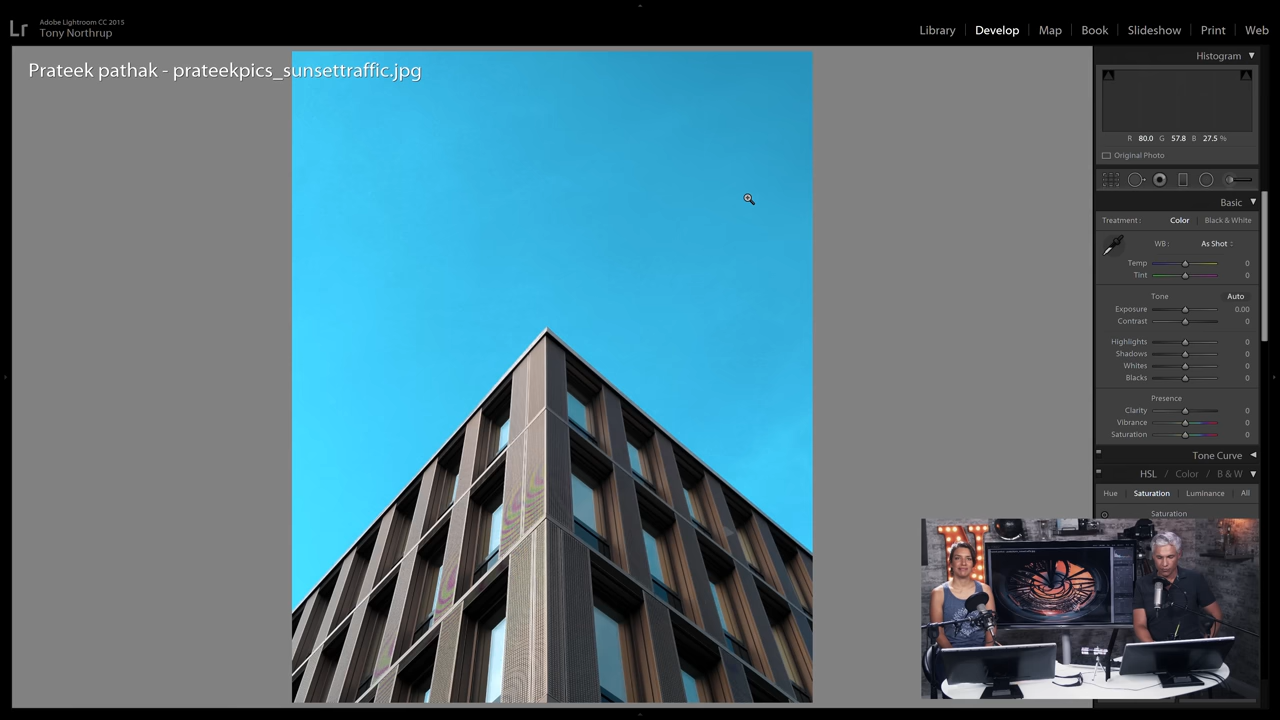 Lr
Adobe Lightroom CC 2015
Tony Northrup
Library
Develop
Map
Book
Slideshow
Print
Web
Prateek pathak - prateekpics_sunsettraffic.jpg
Histogram
R 80.0 G 57.8 B 27.5 %
Original Photo
Basic
Treatment : Color Black & White
WB : As Shot
Temp 0
Tint 0
Tone Auto
Exposure 0.00
Contrast 0
Highlights 0
Shadows 0
Whites 0
Blacks 0
Presence
Clarity 0
Vibrance 0
Saturation 0
Tone Curve
HSL / Color / B & W
Hue Saturation Luminance All
Saturation
N